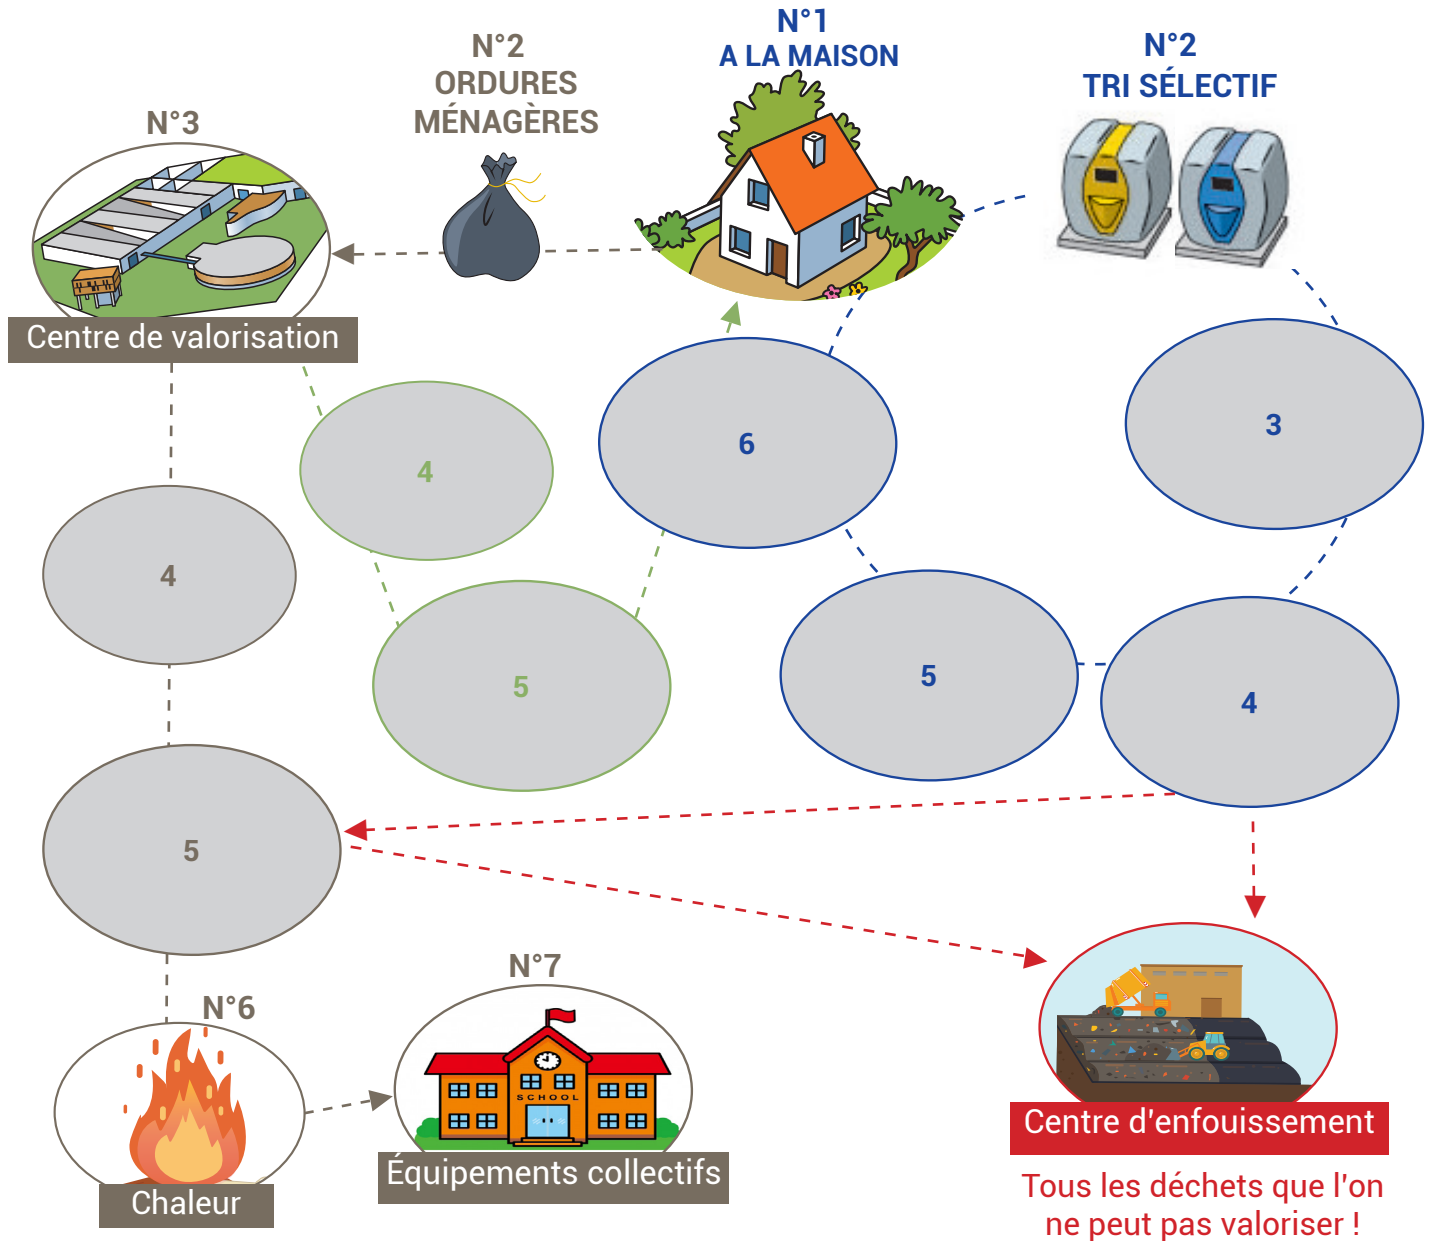 N°1
A LA MAISON
N°2
ORDURES
MÉNAGÈRES
N°2
TRI SÉLECTIF
N°3
Centre de valorisation
4
6
3
4
5
5
4
5
N°6
Chaleur
N°7
SCHOOL
Équipements collectifs
Centre d'enfouissement
Tous les déchets que l'on
ne peut pas valoriser !